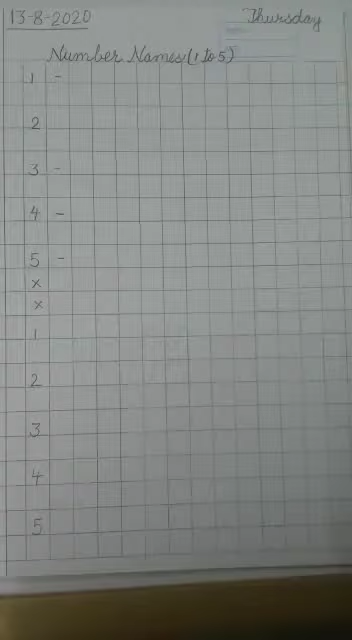 13-8-2020 Thursday
Number Names (1 to 5)
1 -
2
3 -
4 -
5 -
x
x
1
2
3
4
5